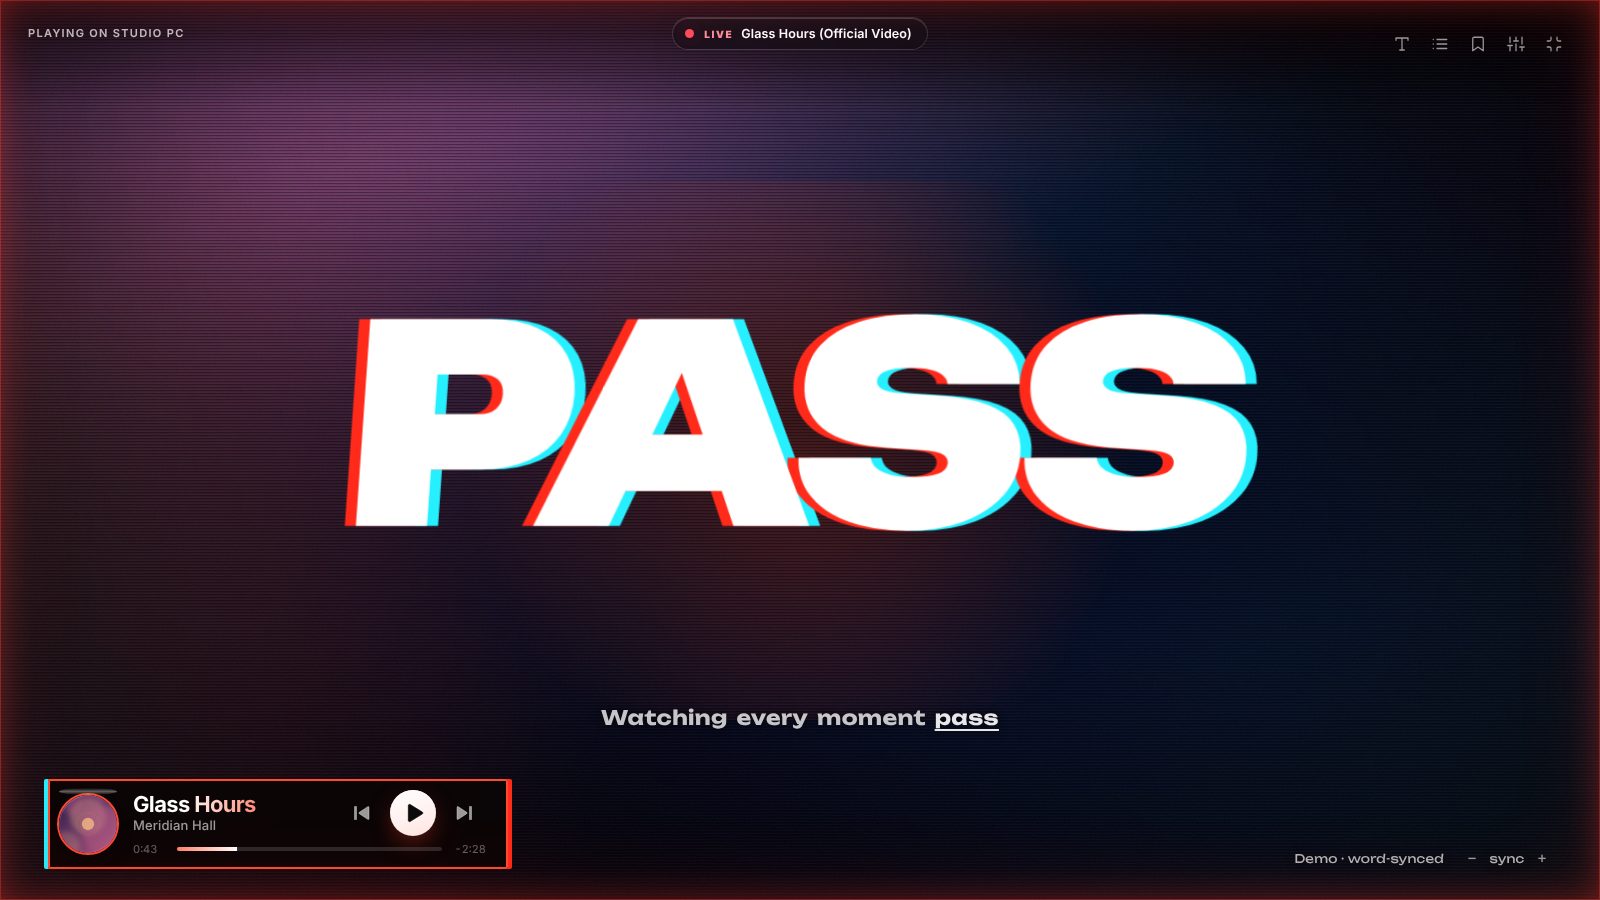 PLAYING ON STUDIO PC
LIVE Glass Hours (Official Video)
PASS
Watching every moment pass
Glass Hours
Meridian Hall
0:43 -2:28
Demo · word-synced − sync +